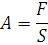 A = F/S